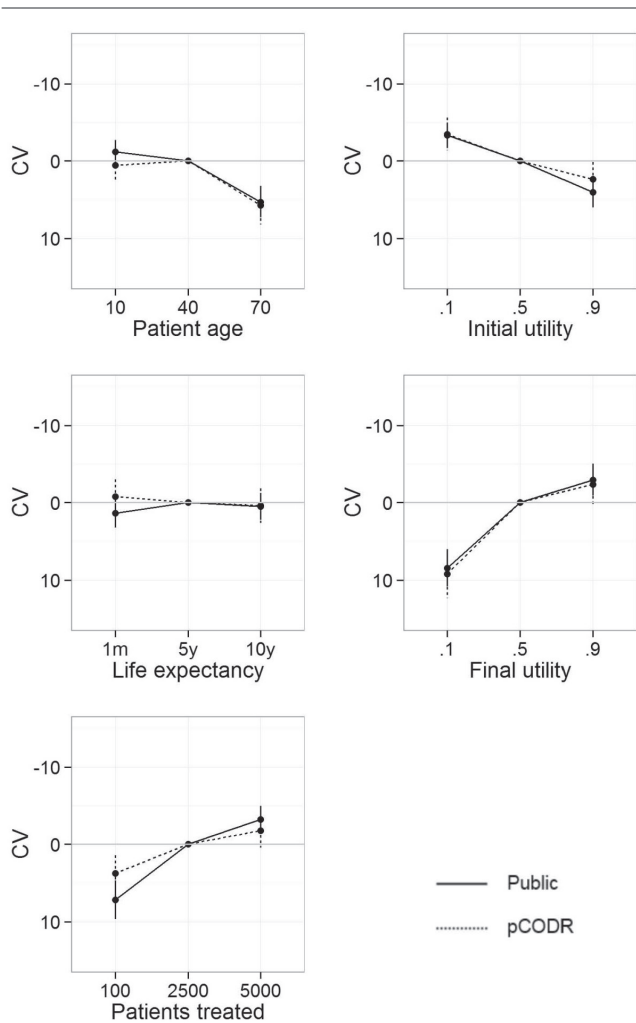 -10
0
10
CV
10 40 70
Patient age
-10
0
10
CV
.1 .5 .9
Initial utility
-10
0
10
CV
1m 5y 10y
Life expectancy
-10
0
10
CV
.1 .5 .9
Final utility
-10
0
10
CV
100 2500 5000
Patients treated
Public
pCODR